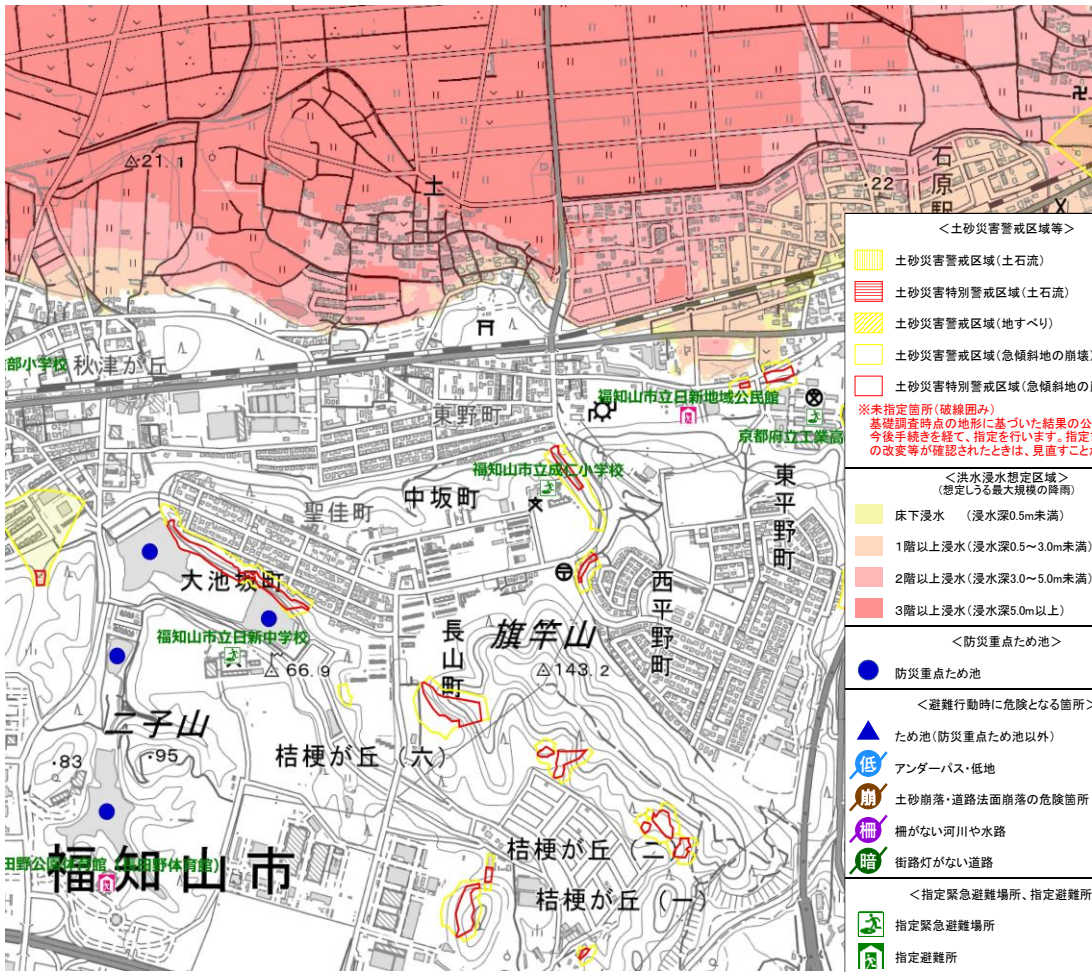 21.1
土
22
石原駅
部小学校
秋津が丘
福知山市立日新地域公民館
東野町
京都府立工業高
福知山市立成仁小学校
中坂町
東平野町
聖佳町
大池坂町
西平野町
福知山市立日新中学校
長山町
旗竿山
66.9
143.2
二子山
83
95
桔梗が丘(六)
桔梗が丘(二)
福知山市
桔梗が丘(一)
<土砂災害警戒区域等>
土砂災害警戒区域(土石流)
土砂災害特別警戒区域(土石流)
土砂災害警戒区域(地すべり)
土砂災害警戒区域(急傾斜地の崩壊
土砂災害特別警戒区域(急傾斜地の
※未指定箇所(破線囲み)
基礎調査時点の地形に基づいた結果の公
今後手続きを経て、指定を行います。指定
の改変等が確認されたときは、見直すこと
<洪水浸水想定区域>
(想定しうる最大規模の降雨)
床下浸水 (浸水深0.5m未満)
1階以上浸水(浸水深0.5~3.0m未満)
2階以上浸水(浸水深3.0~5.0m未満)
3階以上浸水(浸水深5.0m以上)
<防災重点ため池>
防災重点ため池
<避難行動時に危険となる箇所>
ため池(防災重点ため池以外)
低 アンダーパス・低地
崩 土砂崩落・道路法面崩落の危険箇所
柵 柵がない河川や水路
暗 街路灯がない道路
<指定緊急避難場所、指定避難所
指定緊急避難場所
指定避難所